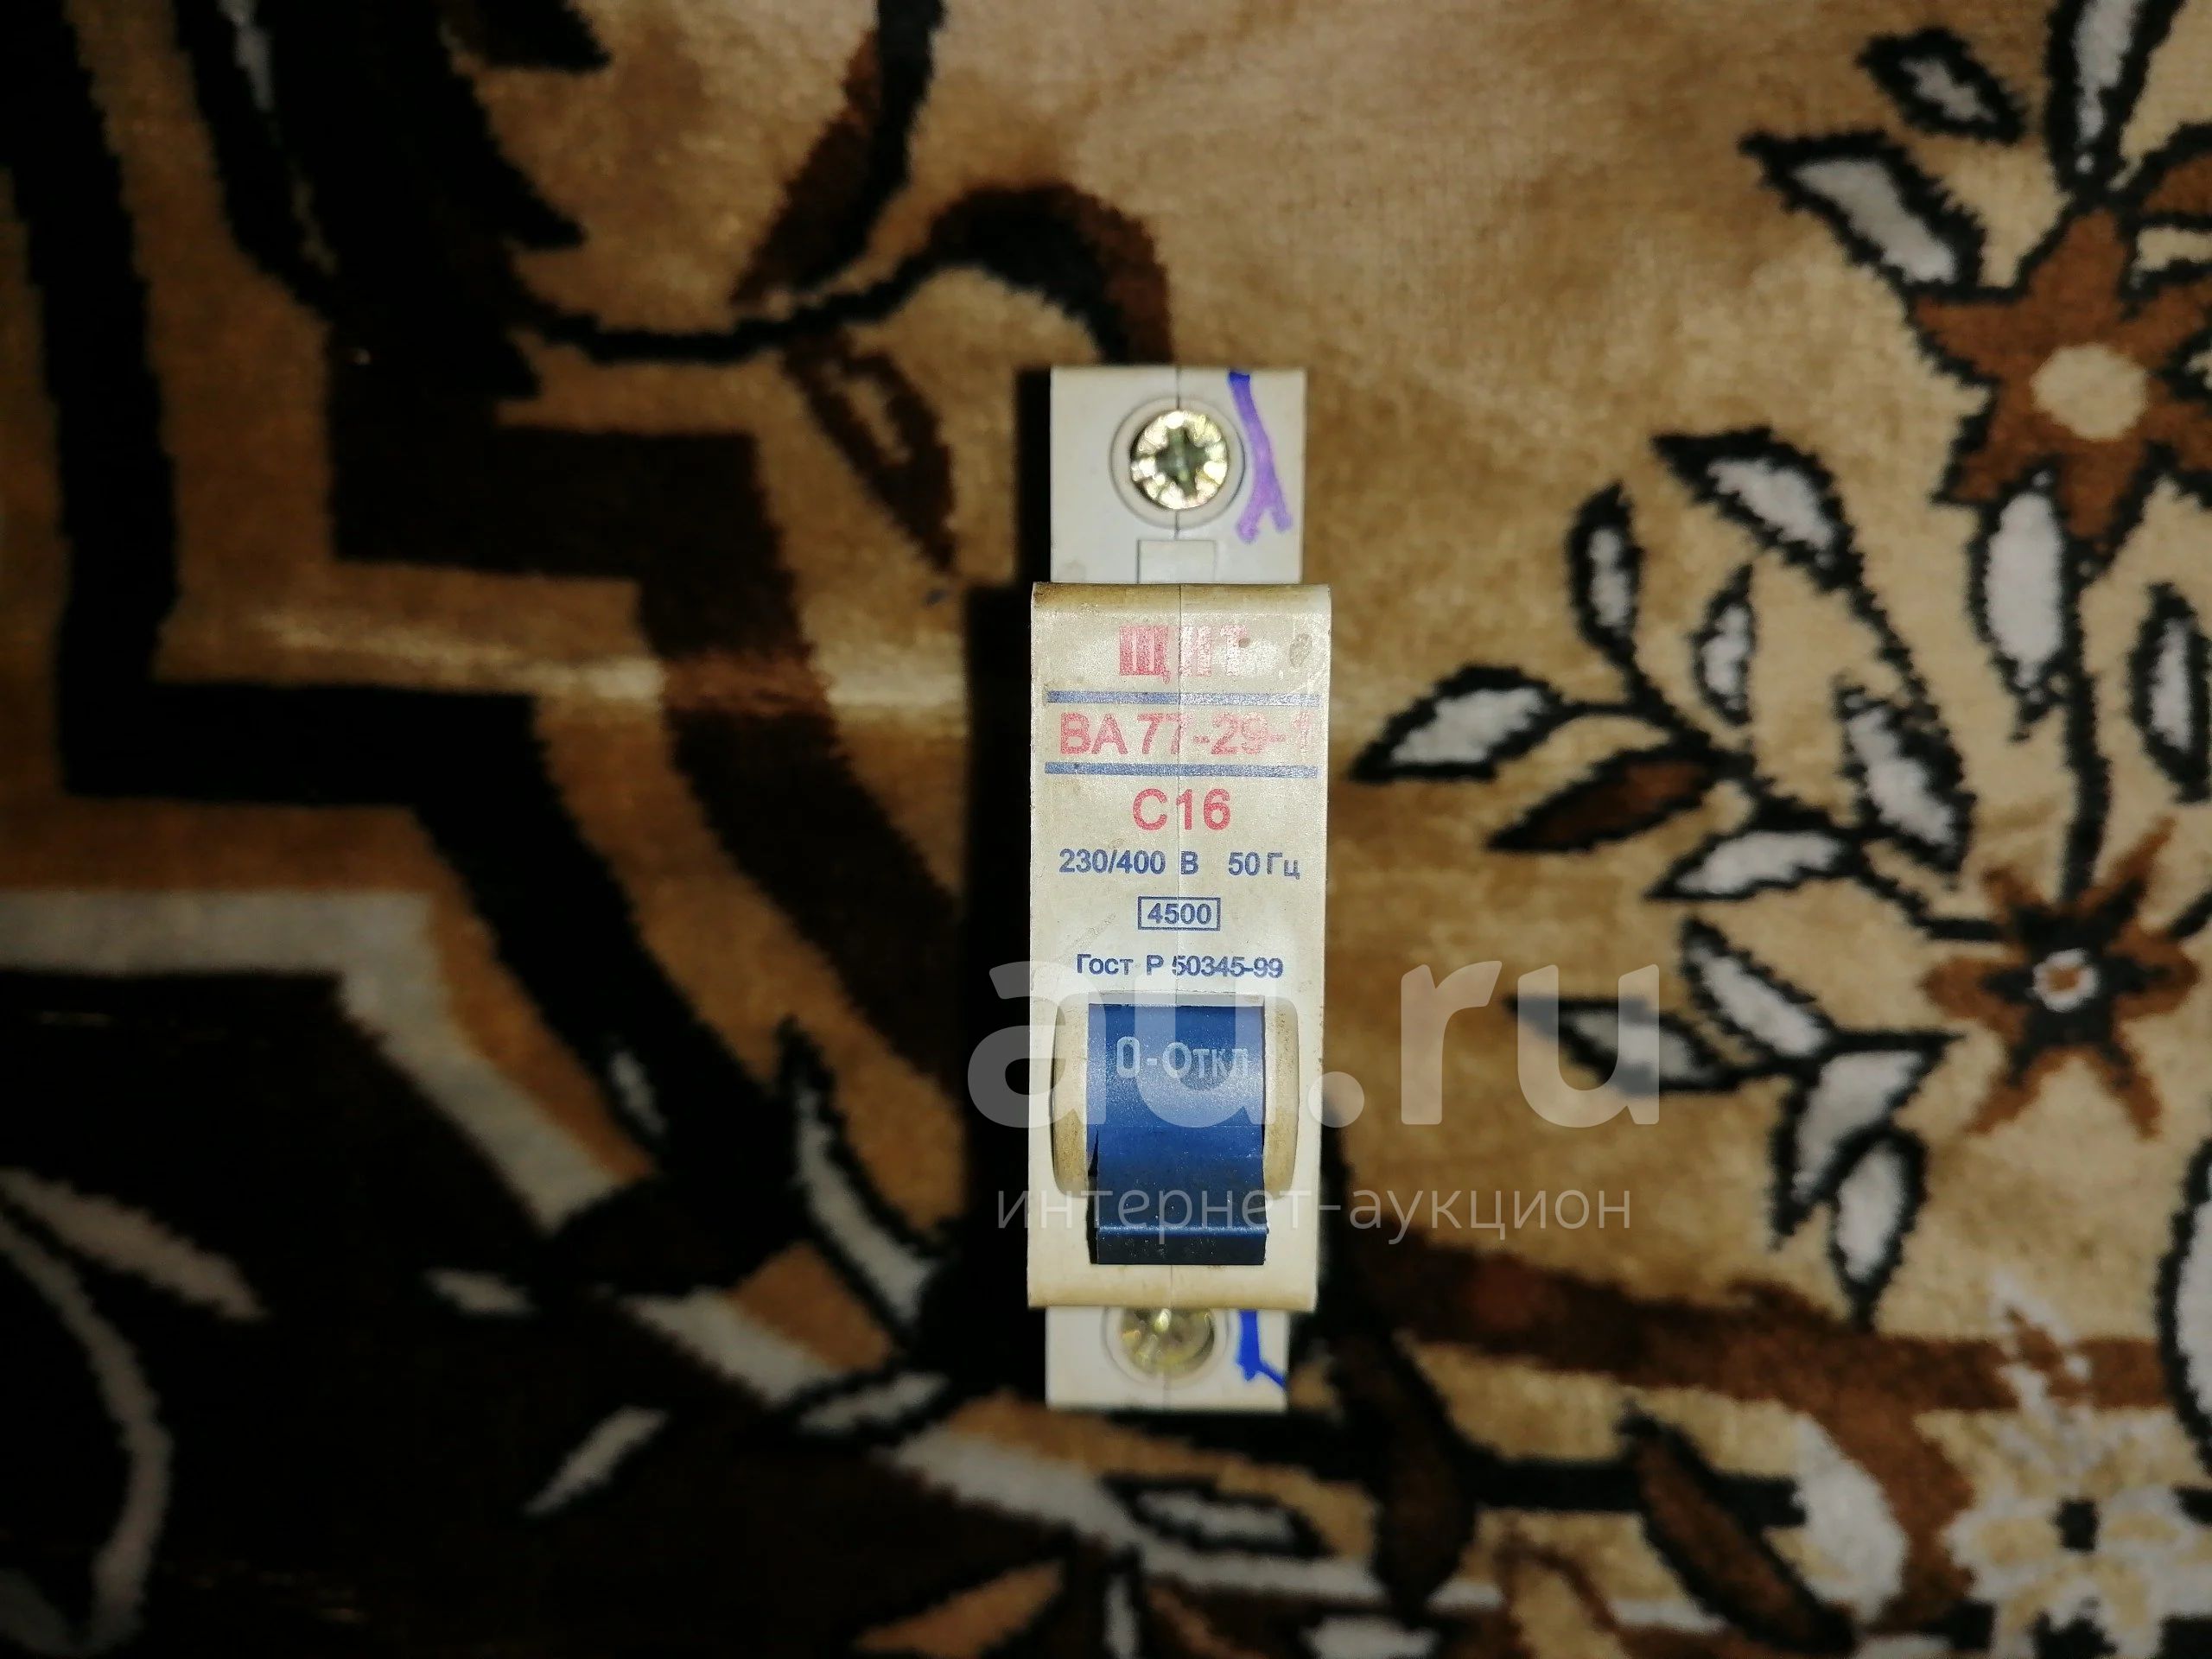 ЩИТ
ВА 77-29-1
С16
230/400 В 50 Гц
4500
Гост Р 50345-99
О-Откл
au.ru
интернет-аукцион